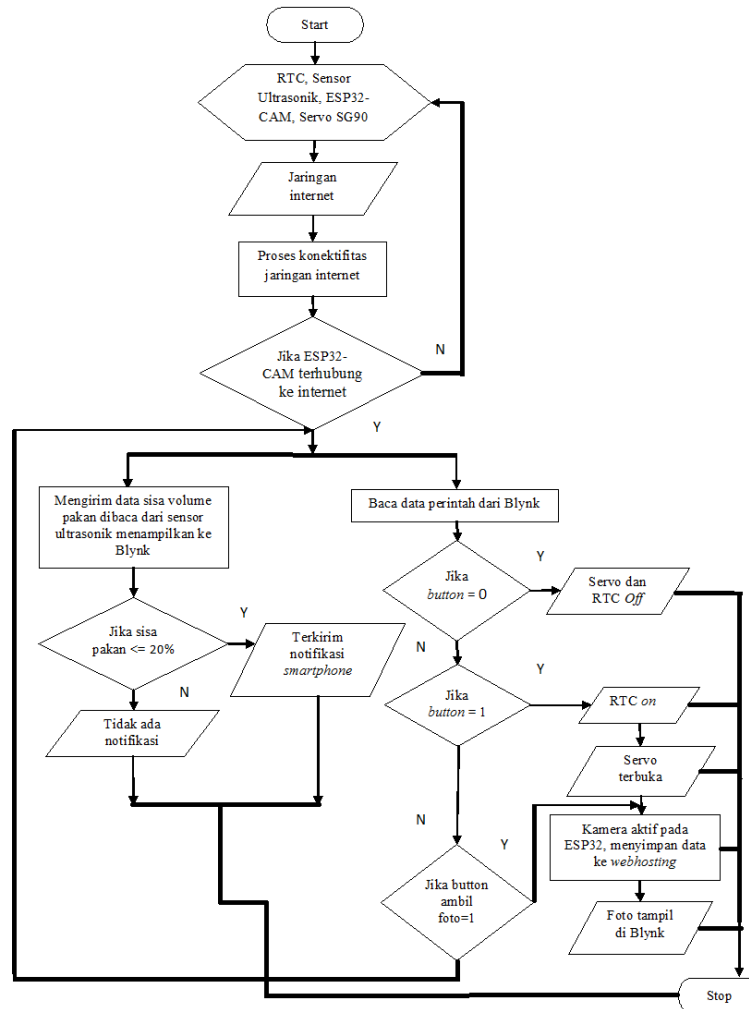 Start
RTC, Sensor
Ultrasonik, ESP32-
CAM, Servo SG90
Jaringan
internet
Proses konektifitas
jaringan internet
Jika ESP32-
CAM terhubung
ke internet
N
Y
Mengirim data sisa volume
pakan dibaca dari sensor
ultrasonik menampilkan ke
Blynk
Jika sisa
pakan <= 20%
Y
Terkirim
notifikasi
smartphone
N
Tidak ada
notifikasi
Baca data perintah dari Blynk
Jika
button = 0
Y
Servo dan
RTC Off
N
Jika
button = 1
Y
RTC on
Servo
terbuka
N
Jika button
ambil
foto=1
Y
Kamera aktif pada
ESP32, menyimpan data
ke webhosting
Foto tampil
di Blynk
Stop